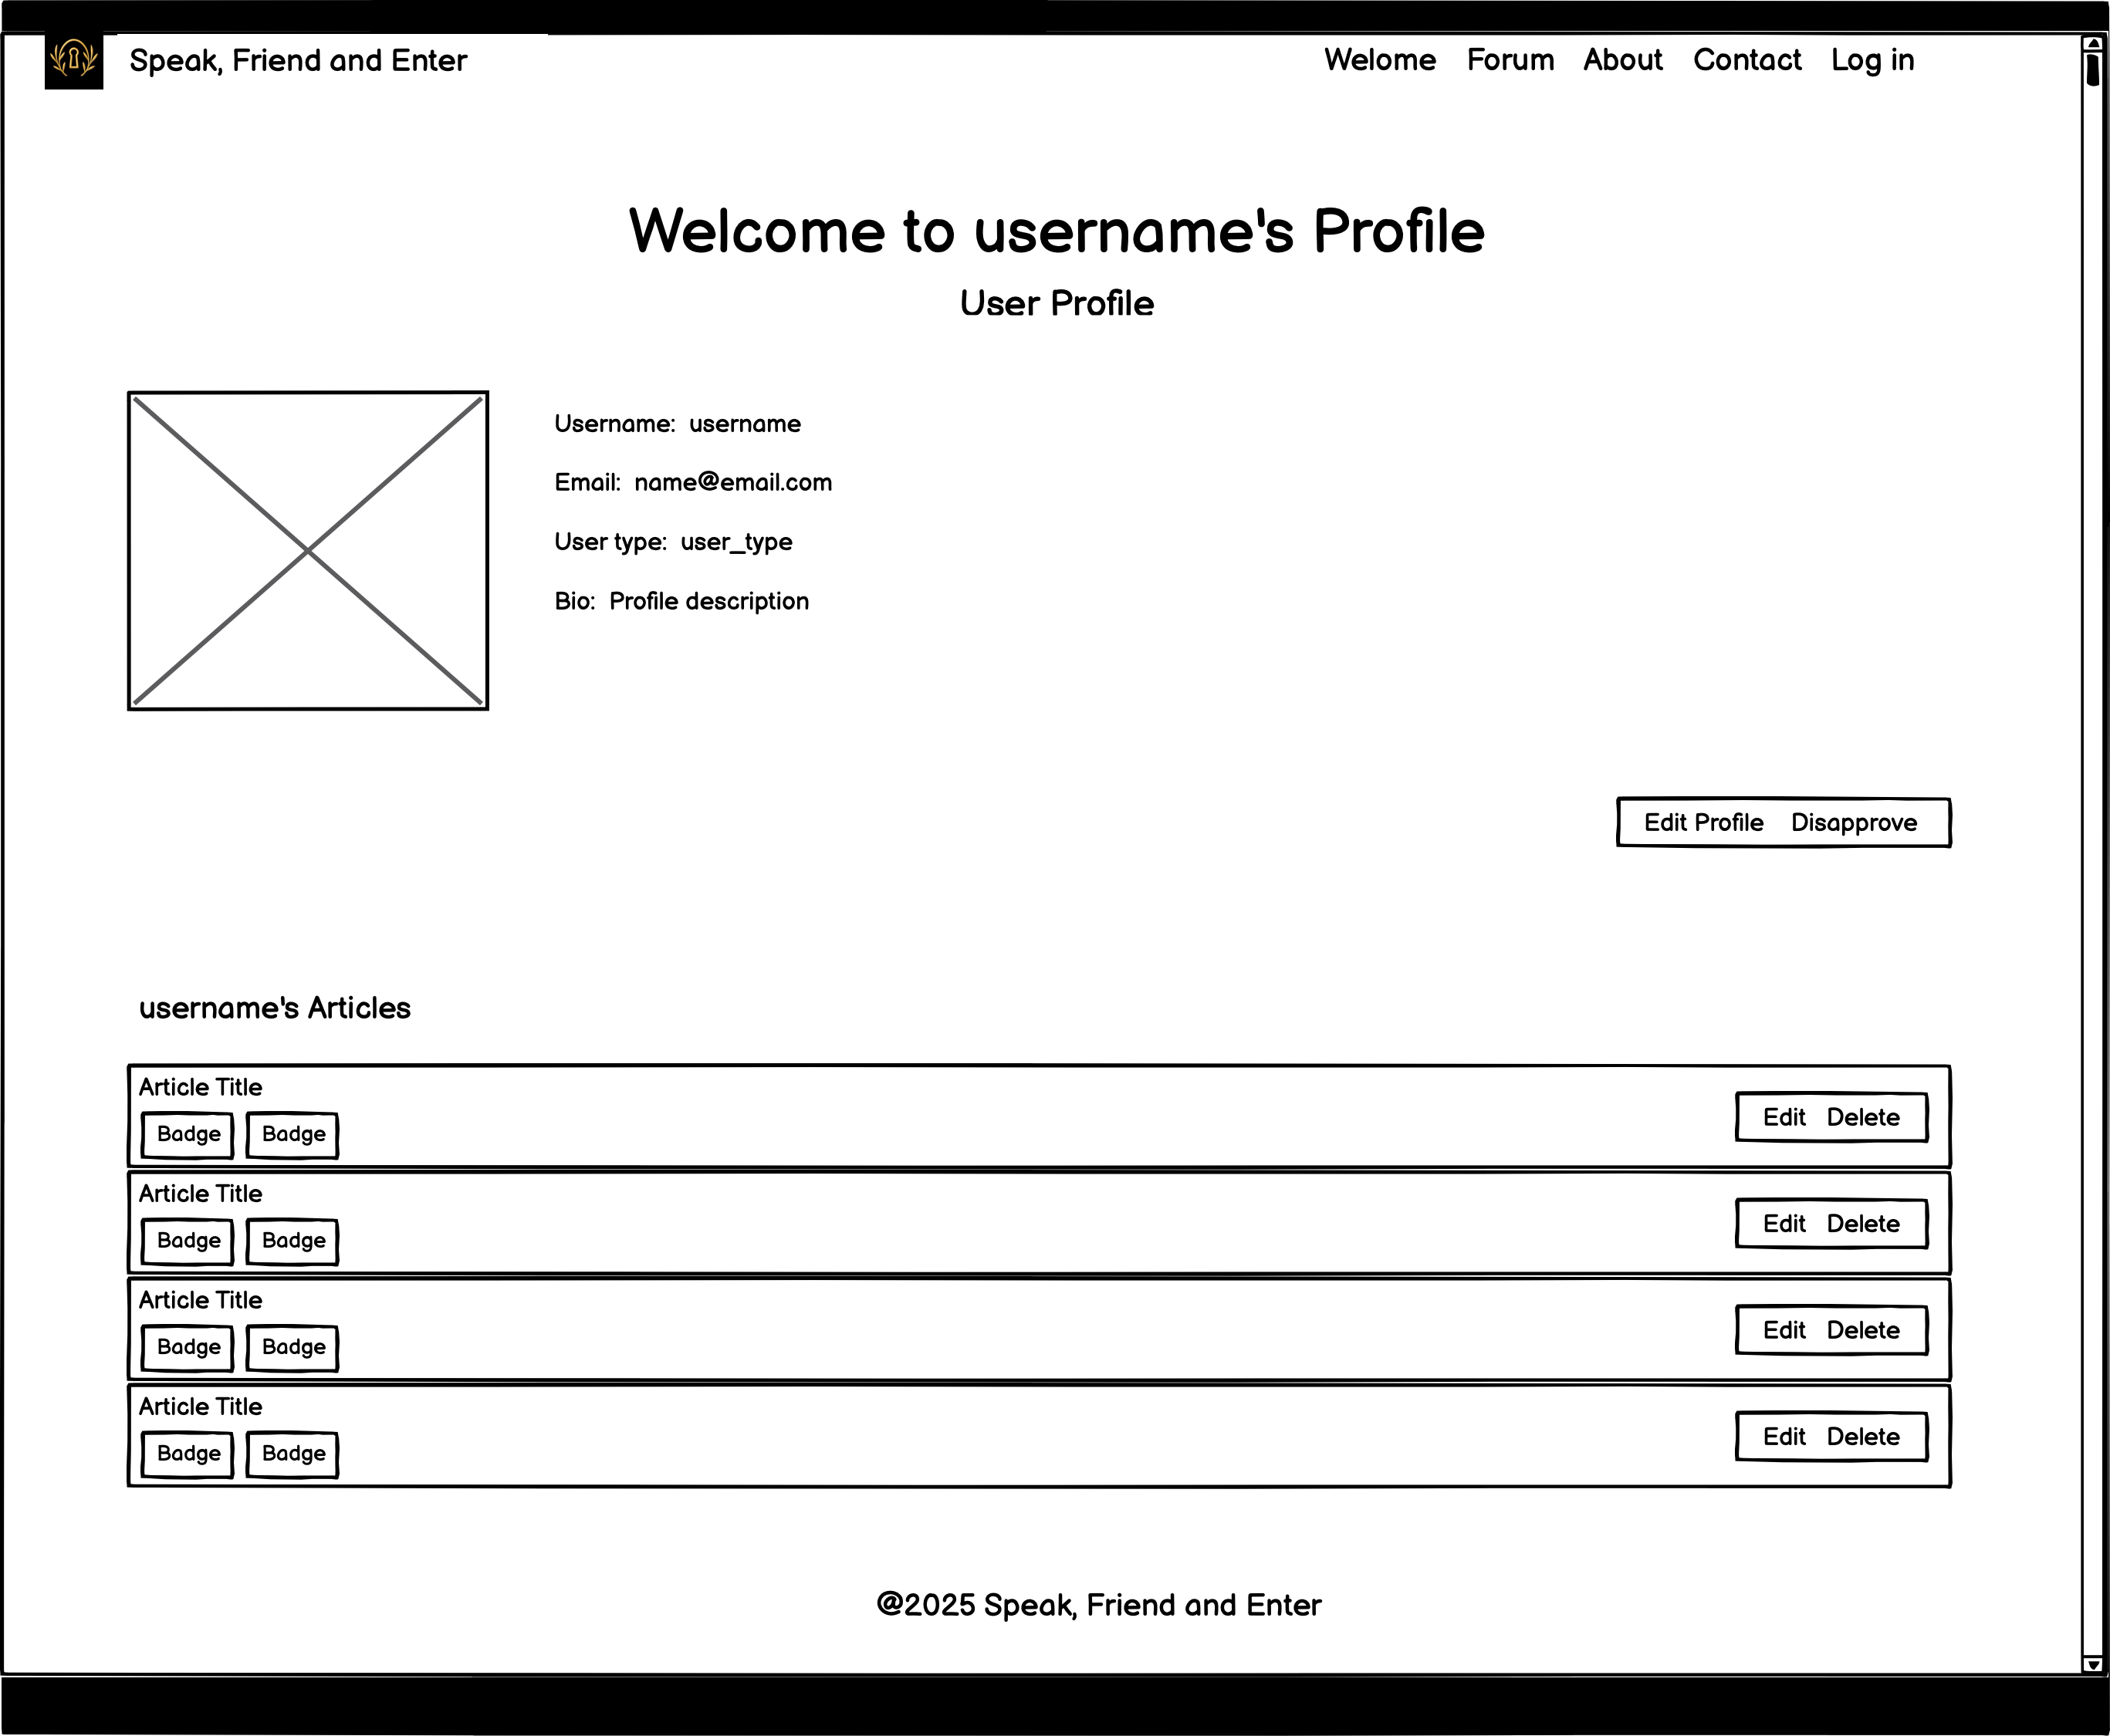 Speak, Friend and Enter Welome Forum About Contact Log in
Welcome to username's Profile
User Profile
Username: username
Email: name@email.com
User type: user_type
Bio: Profile description
Edit Profile Disapprove
username's Articles
Article Title
Badge Badge Edit Delete
Article Title
Badge Badge Edit Delete
Article Title
Badge Badge Edit Delete
Article Title
Badge Badge Edit Delete
@2025 Speak, Friend and Enter